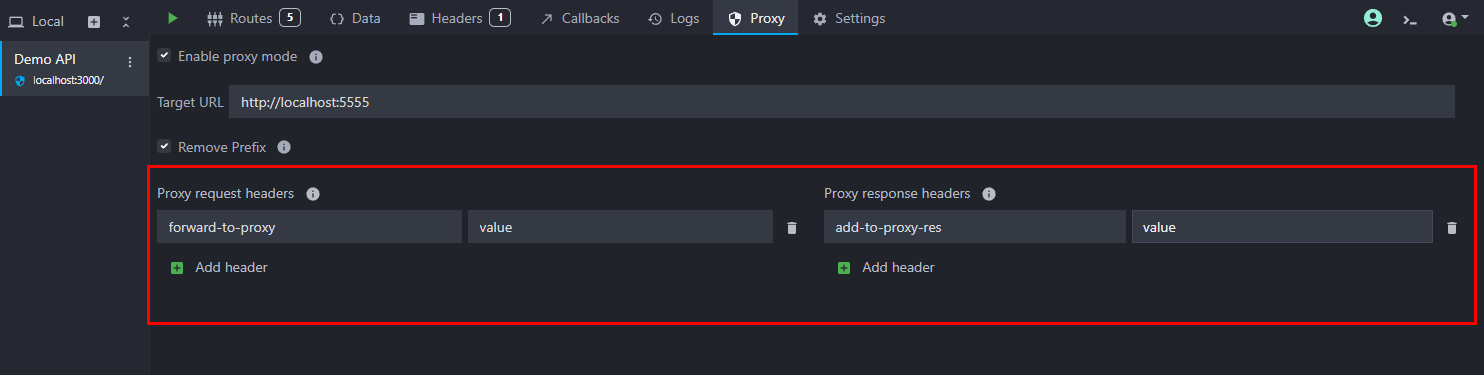 Local
Routes 5 Data Headers 1 Callbacks Logs Proxy Settings
Demo API
localhost:3000/
Enable proxy mode
Target URL http://localhost:5555
Remove Prefix
Proxy request headers Proxy response headers
forward-to-proxy value add-to-proxy-res value
Add header Add header